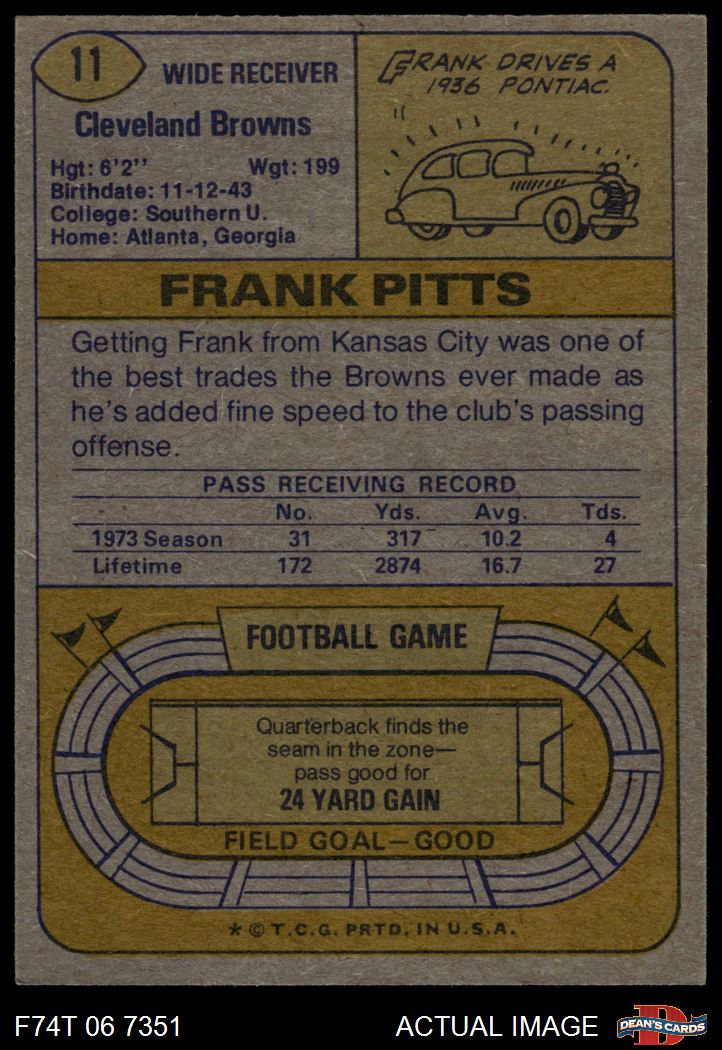 11
WIDE RECEIVER
Cleveland Browns
Hgt: 6'2" Wgt: 199
Birthdate: 11-12-43
College: Southern U.
Home: Atlanta, Georgia
FRANK DRIVES A
1936 PONTIAC.
FRANK PITTS
Getting Frank from Kansas City was one of
the best trades the Browns ever made as
he's added fine speed to the club's passing
offense.
PASS RECEIVING RECORD
No. Yds. Avg. Tds.
1973 Season 31 317 10.2 4
Lifetime 172 2874 16.7 27
FOOTBALL GAME
Quarterback finds the
seam in the zone—
pass good for
24 YARD GAIN
FIELD GOAL—GOOD
* © T.C.G. PRTD. IN U.S.A.
F74T 06 7351
ACTUAL IMAGE
D
DEAN'S CARDS